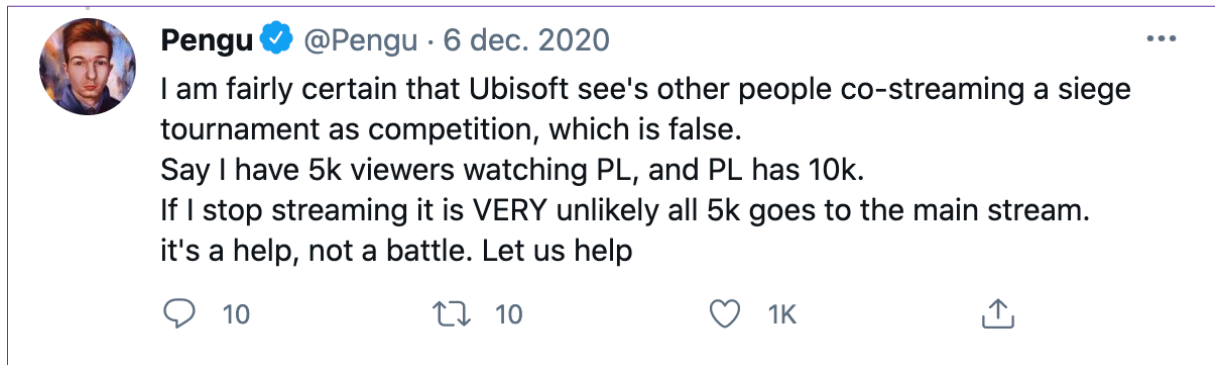 Pengu @Pengu · 6 dec. 2020
I am fairly certain that Ubisoft see's other people co-streaming a siege
tournament as competition, which is false.
Say I have 5k viewers watching PL, and PL has 10k.
If I stop streaming it is VERY unlikely all 5k goes to the main stream.
it's a help, not a battle. Let us help
10 10 1K